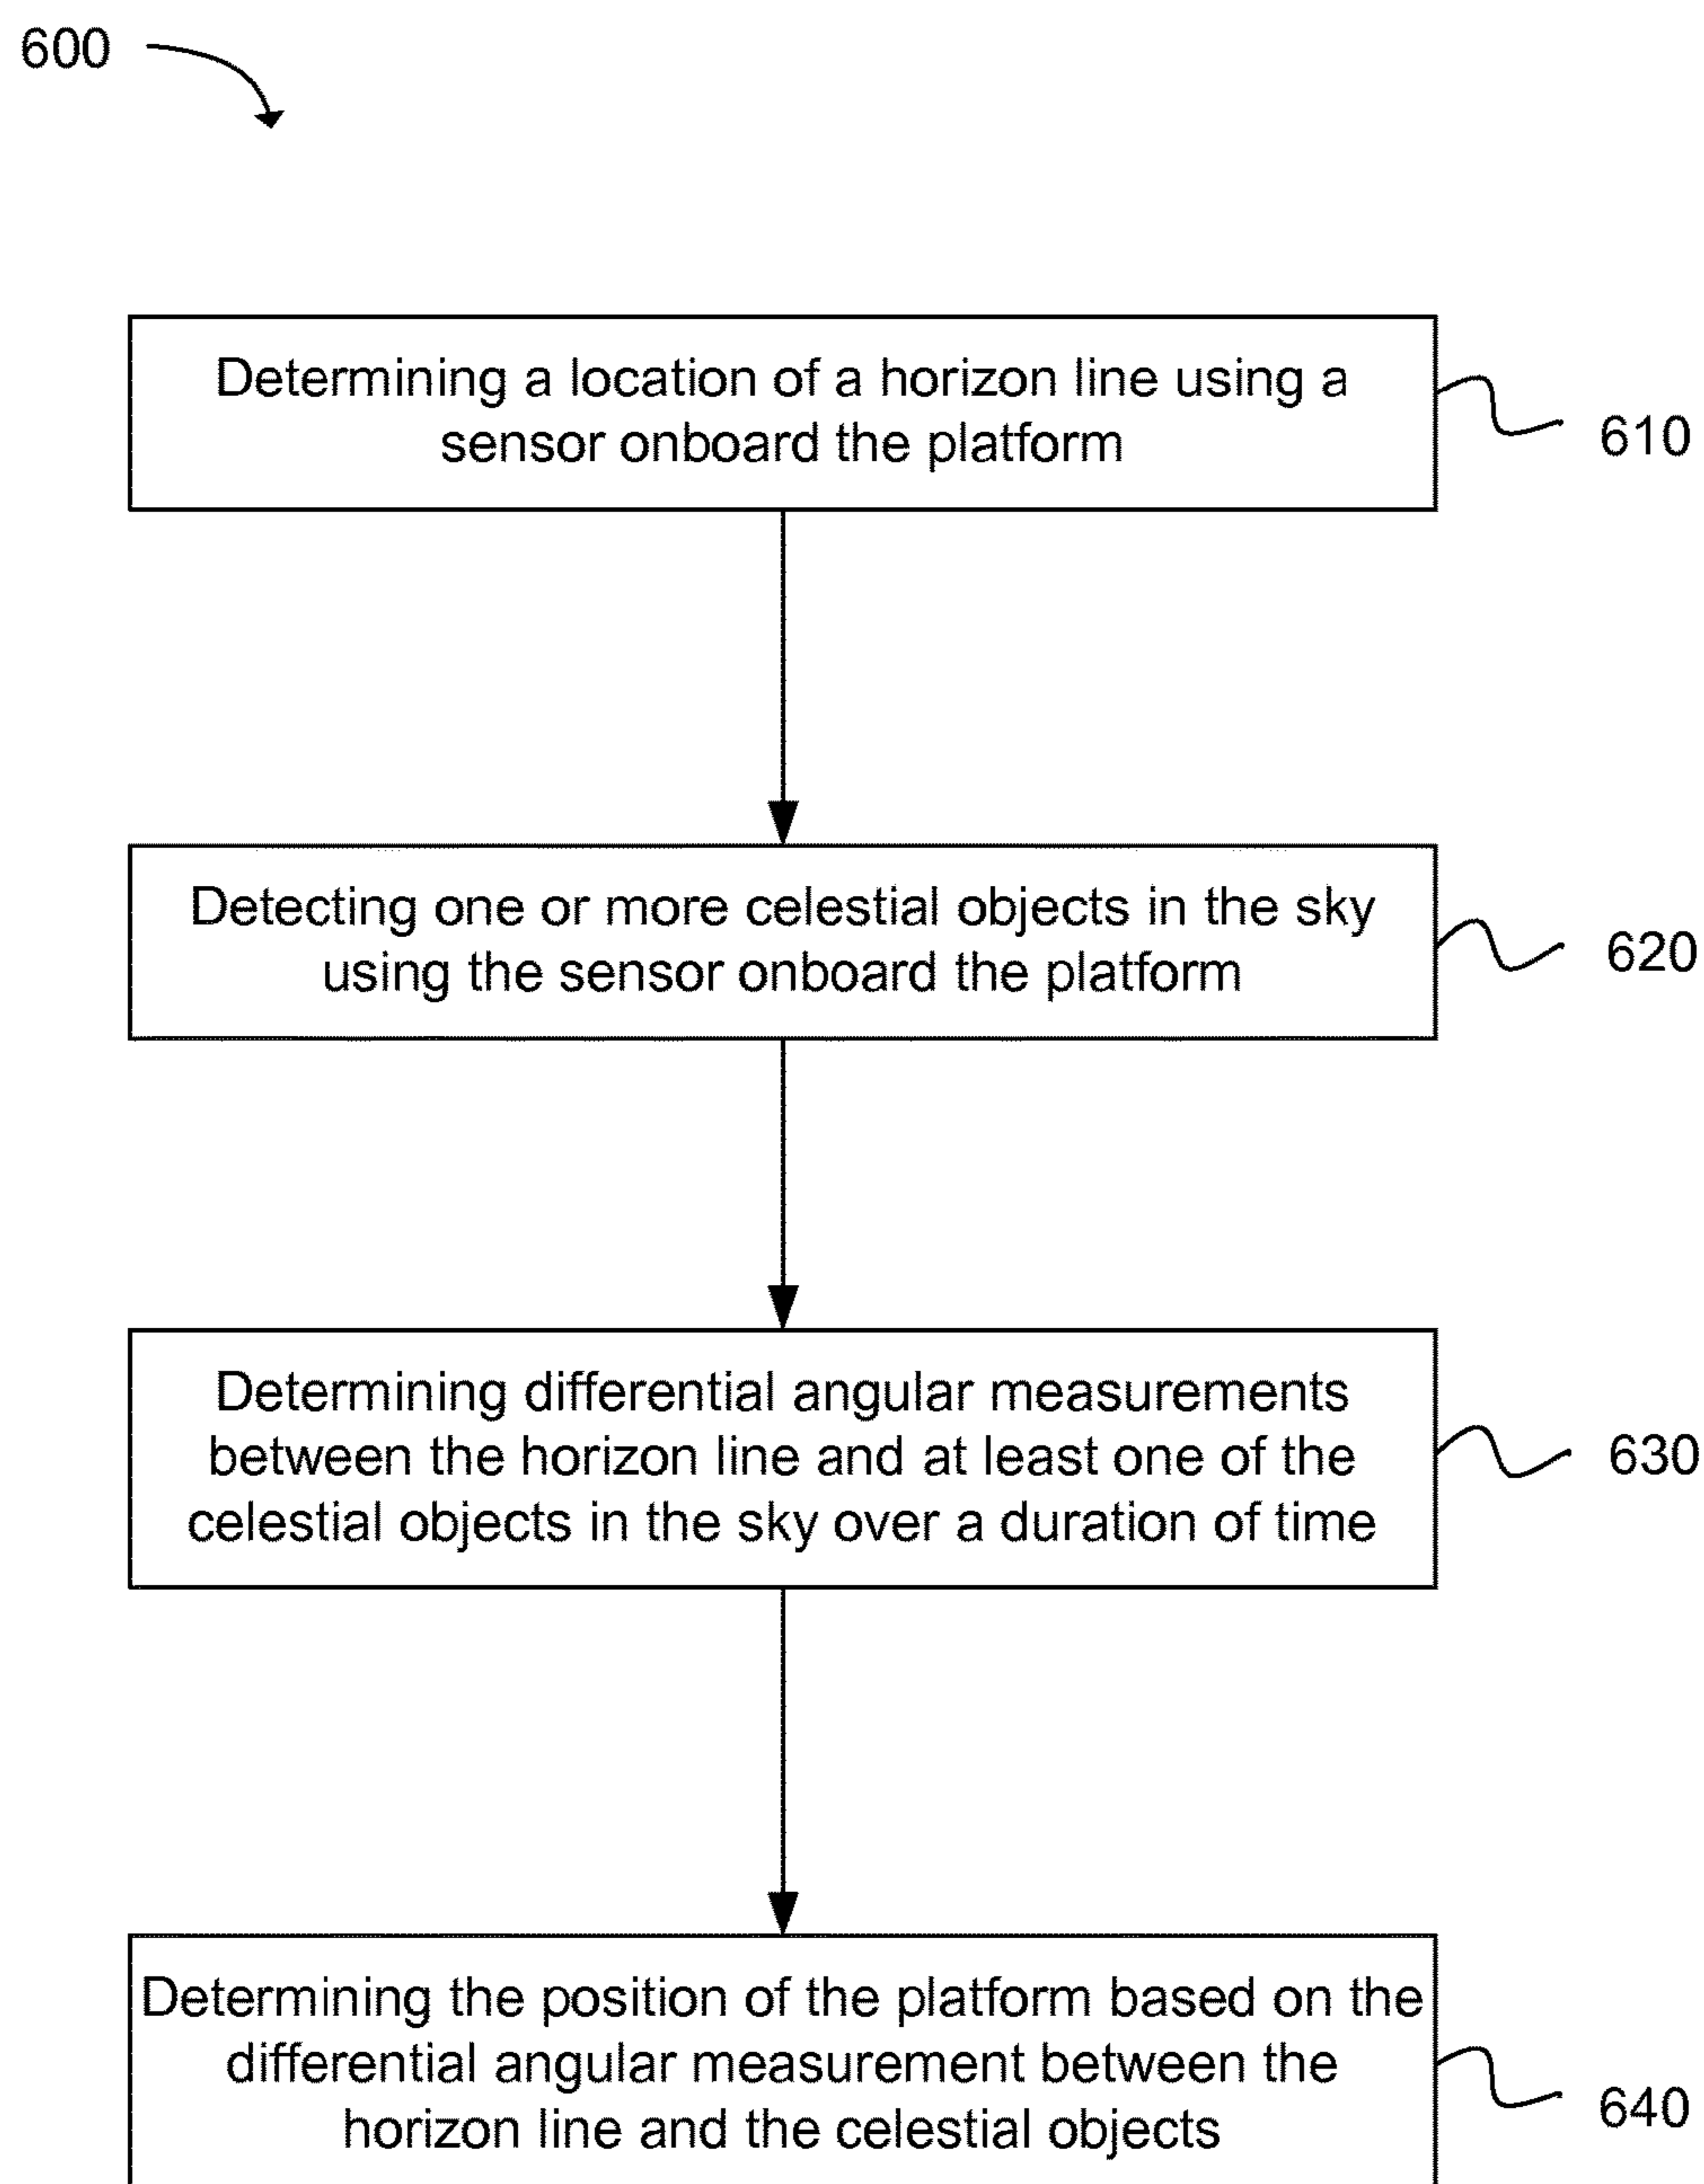 600
Determining a location of a horizon line using a
sensor onboard the platform
610
Detecting one or more celestial objects in the sky
using the sensor onboard the platform
620
Determining differential angular measurements
between the horizon line and at least one of the
celestial objects in the sky over a duration of time
630
Determining the position of the platform based on the
differential angular measurement between the
horizon line and the celestial objects
640